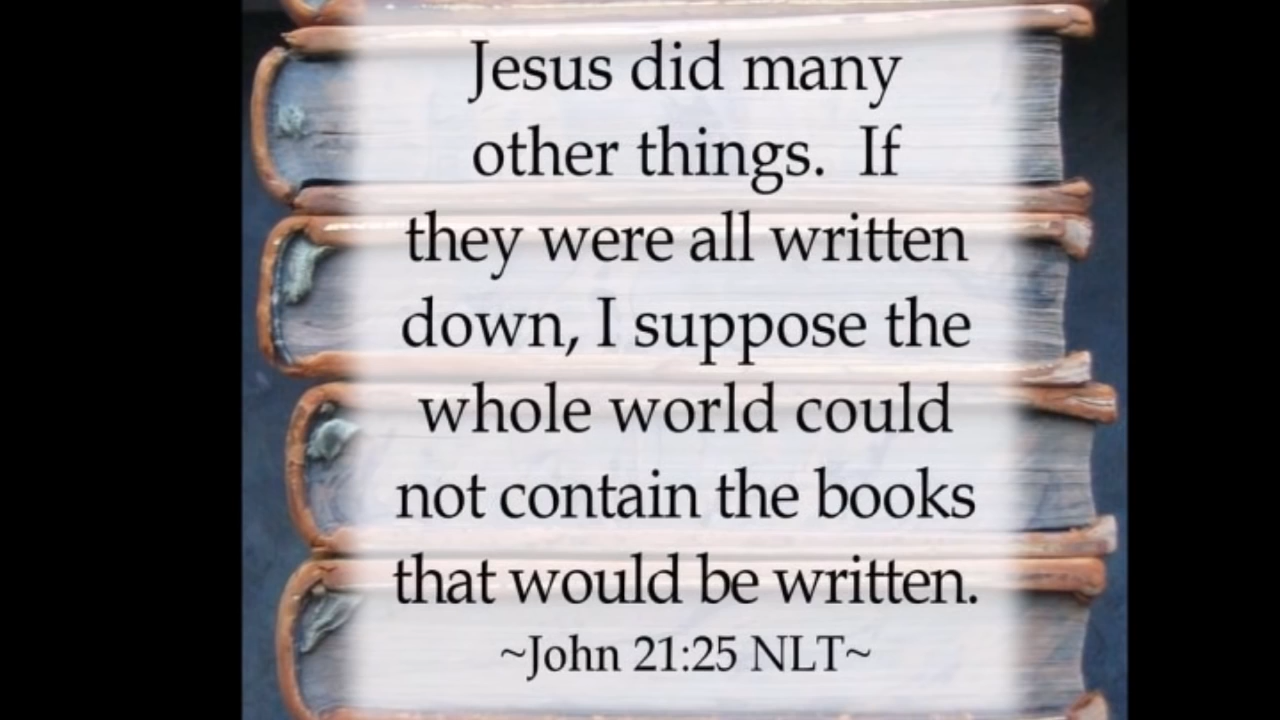 Jesus did many
other things.  If
they were all written
down, I suppose the
whole world could
not contain the books
that would be written.
~John 21:25 NLT~